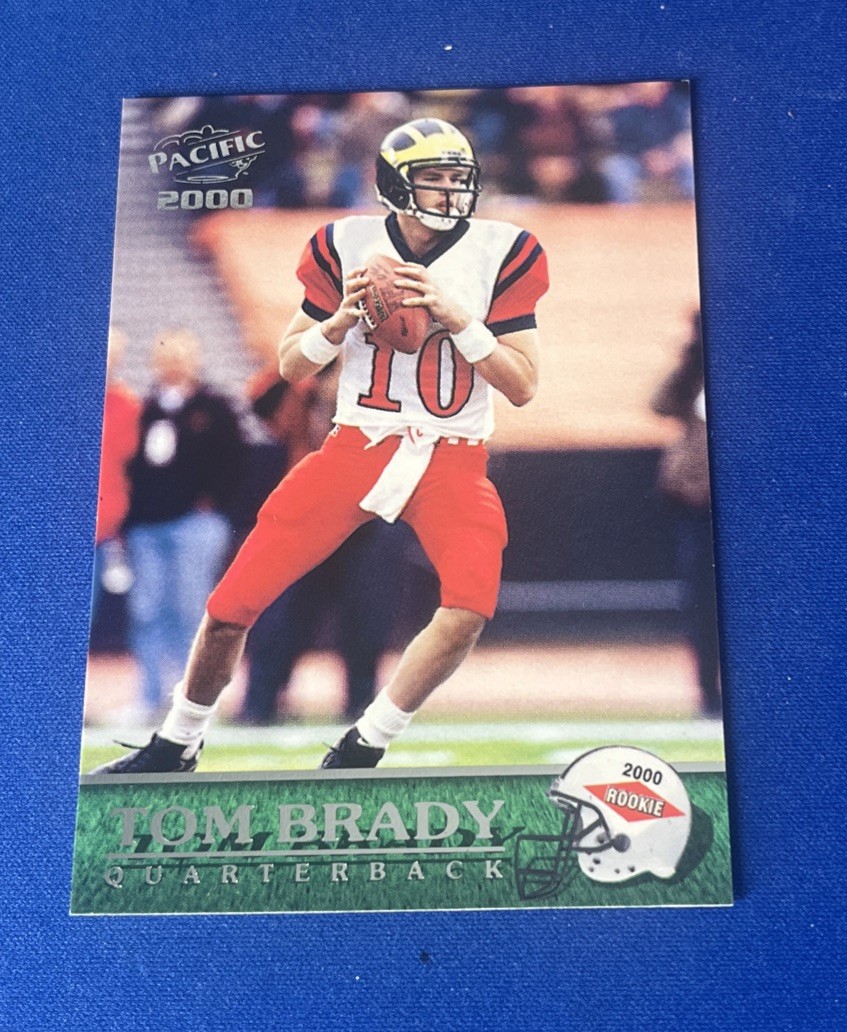 PACIFIC
2000
10
TOM BRADY
QUARTERBACK
2000
ROOKIE